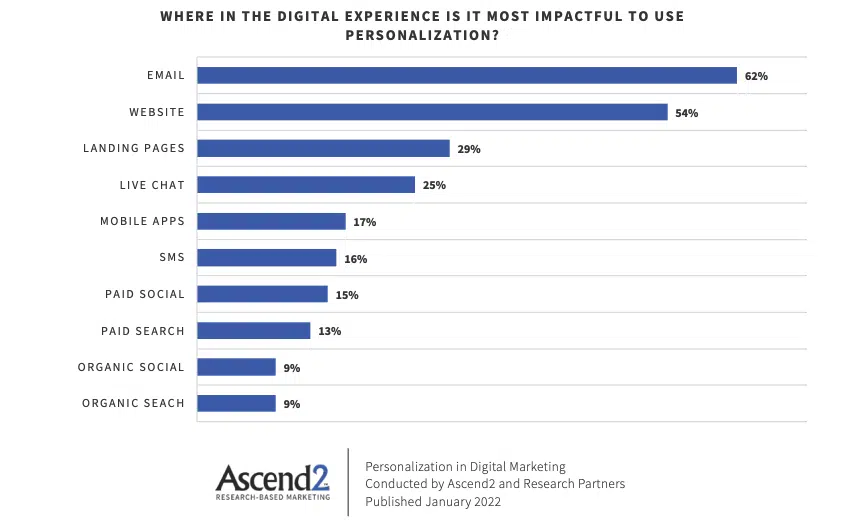 WHERE IN THE DIGITAL EXPERIENCE IS IT MOST IMPACTFUL TO USE
PERSONALIZATION?
EMAIL 62%
WEBSITE 54%
LANDING PAGES 29%
LIVE CHAT 25%
MOBILE APPS 17%
SMS 16%
PAID SOCIAL 15%
PAID SEARCH 13%
ORGANIC SOCIAL 9%
ORGANIC SEACH 9%
Ascend2™
RESEARCH-BASED MARKETING
Personalization in Digital Marketing
Conducted by Ascend2 and Research Partners
Published January 2022